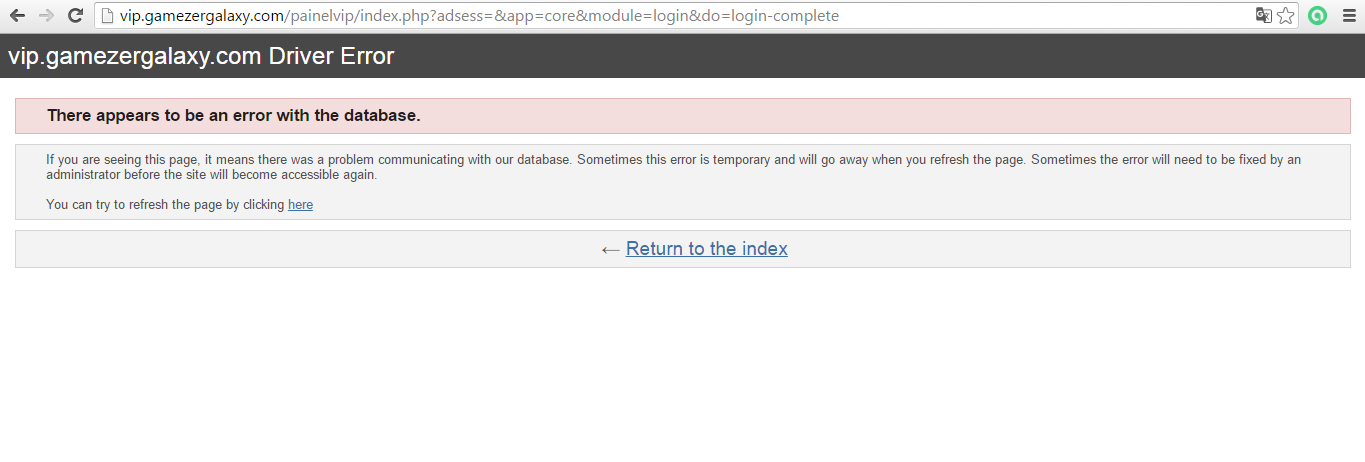 vip.gamezergalaxy.com/painelvip/index.php?adsess=&app=core&module=login&do=login-complete
vip.gamezergalaxy.com Driver Error
There appears to be an error with the database.
If you are seeing this page, it means there was a problem communicating with our database. Sometimes this error is temporary and will go away when you refresh the page. Sometimes the error will need to be fixed by an
administrator before the site will become accessible again.
You can try to refresh the page by clicking here
← Return to the index